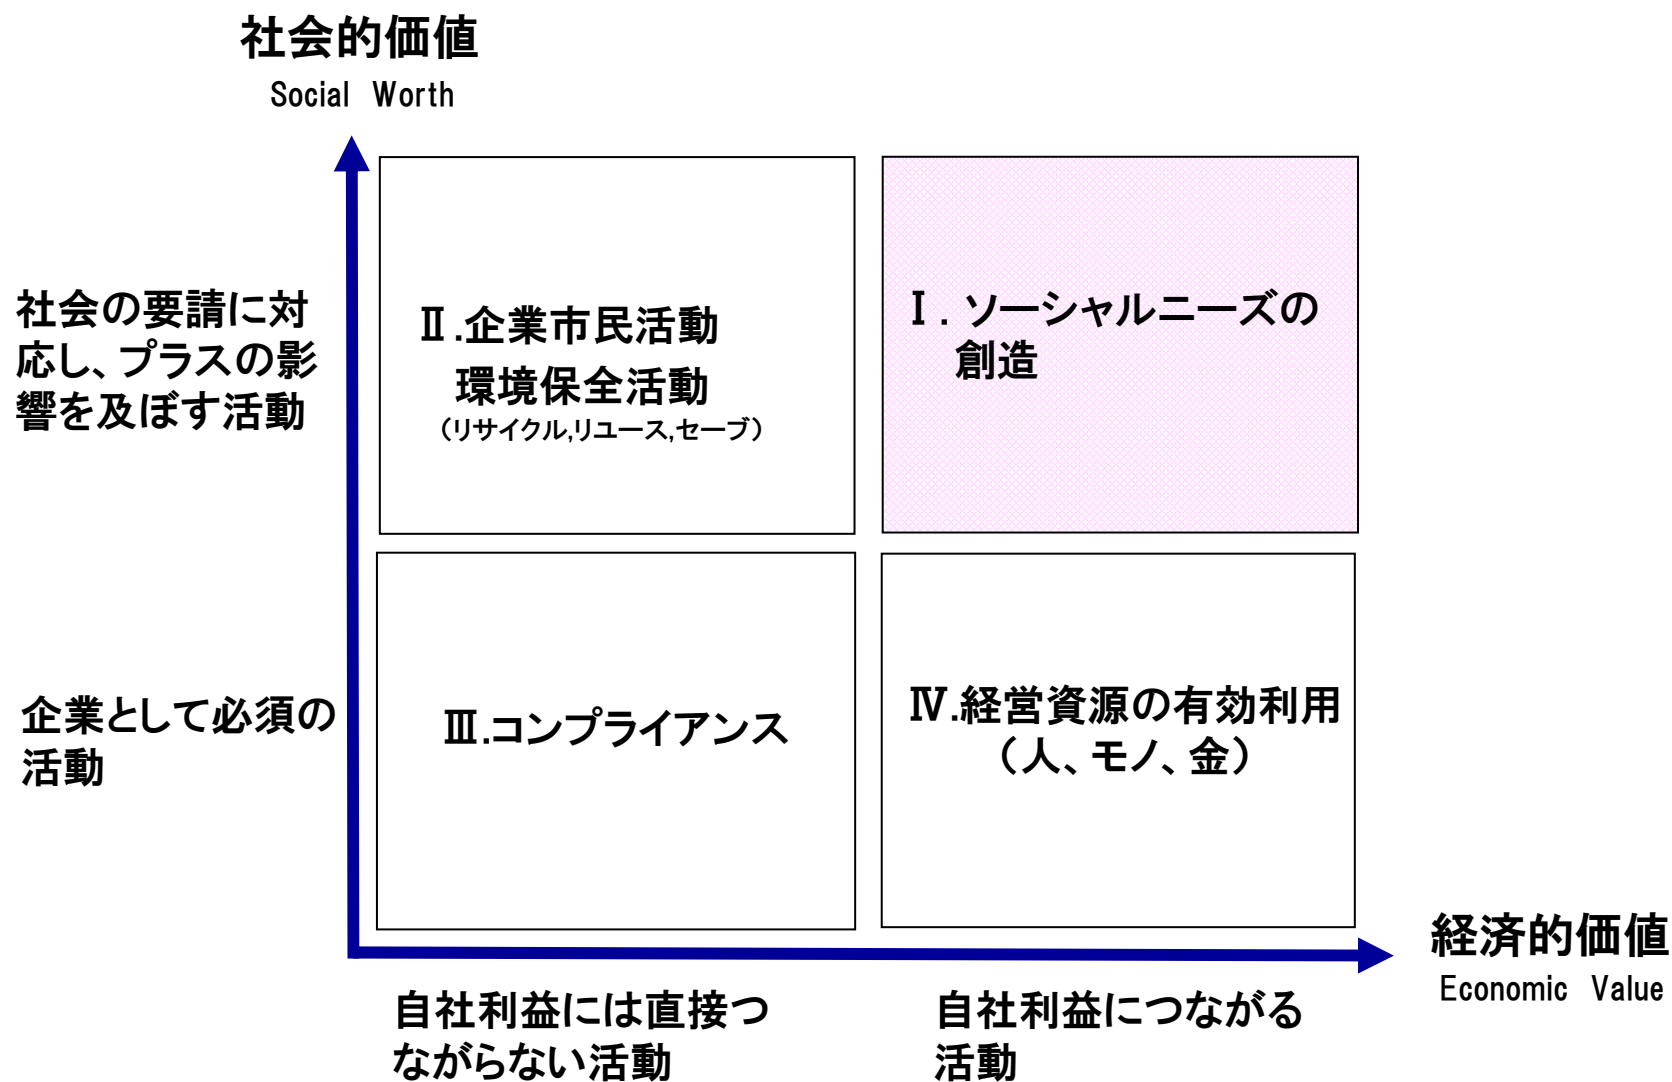 社会的価値
Social Worth
社会の要請に対
応し、プラスの影
響を及ぼす活動
Ⅱ.企業市民活動
環境保全活動
（リサイクル,リユース,セーブ）
Ⅰ. ソーシャルニーズの
創造
企業として必須の
活動
Ⅲ.コンプライアンス
Ⅳ.経営資源の有効利用
（人、モノ、金）
経済的価値
Economic Value
自社利益には直接つ
ながらない活動
自社利益につながる
活動